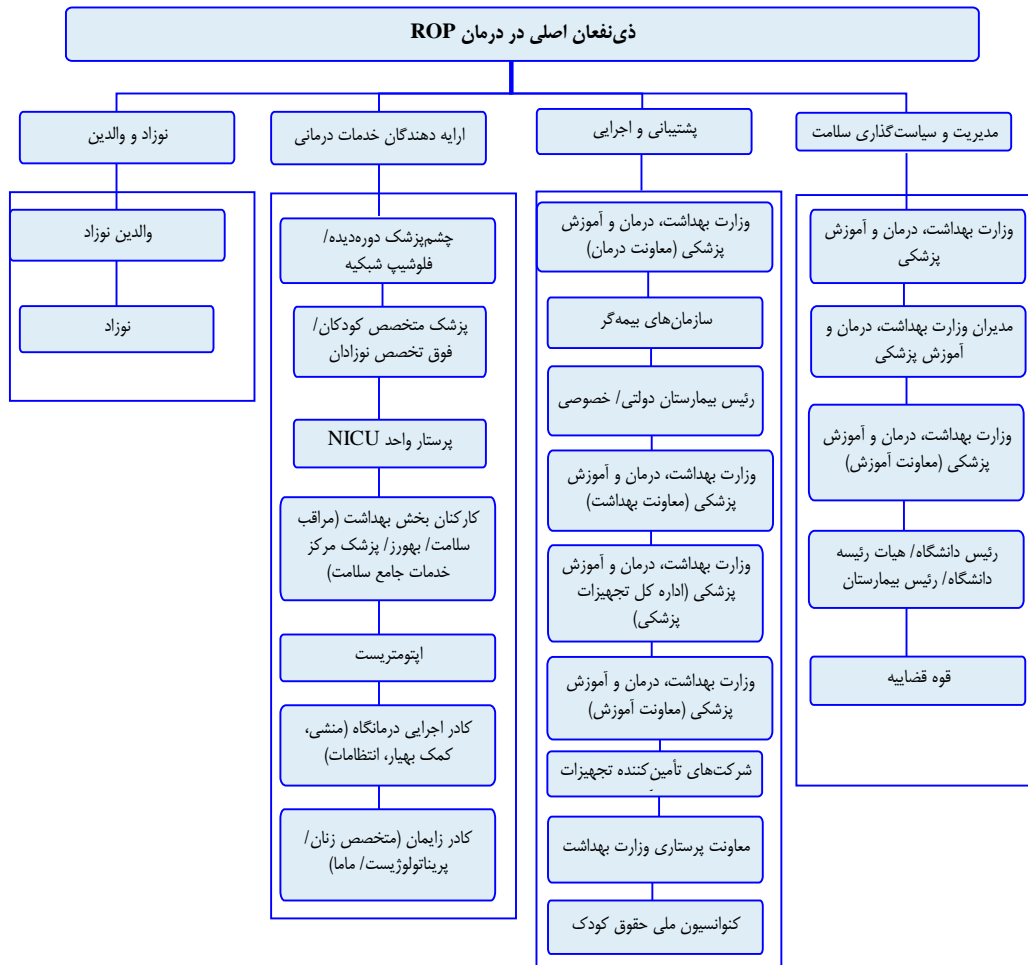 ذی‌نفعان اصلی در درمان ROP
مدیریت و سیاست‌گذاری سلامت
وزارت بهداشت، درمان و آموزش
پزشکی
مدیران وزارت بهداشت، درمان و
آموزش پزشکی
وزارت بهداشت، درمان و آموزش
پزشکی (معاونت آموزش)
رئیس دانشگاه/ هیات رئیسه
دانشگاه/ رئیس بیمارستان
قوه قضاییه
پشتیبانی و اجرایی
وزارت بهداشت، درمان و آموزش
پزشکی (معاونت درمان)
سازمان‌های بیمه‌گر
رئیس بیمارستان دولتی/ خصوصی
وزارت بهداشت، درمان و آموزش
پزشکی (معاونت بهداشت)
وزارت بهداشت، درمان و آموزش
پزشکی (اداره کل تجهیزات
پزشکی)
وزارت بهداشت، درمان و آموزش
پزشکی (معاونت آموزش)
شرکت‌های تأمین‌کننده تجهیزات
معاونت پرستاری وزارت بهداشت
کنوانسیون ملی حقوق کودک
ارایه دهندگان خدمات درمانی
چشم‌پزشک دوره‌دیده/
فلوشیپ شبکیه
پزشک متخصص کودکان/
فوق تخصص نوزادان
پرستار واحد NICU
کارکنان بخش بهداشت (مراقب
سلامت/ بهورز/ پزشک مرکز
خدمات جامع سلامت)
اپتومتریست
کادر اجرایی درمانگاه (منشی،
کمک بهیار، انتظامات)
کادر زایمان (متخصص زنان/
پریناتولوژیست/ ماما)
نوزاد و والدین
والدین نوزاد
نوزاد